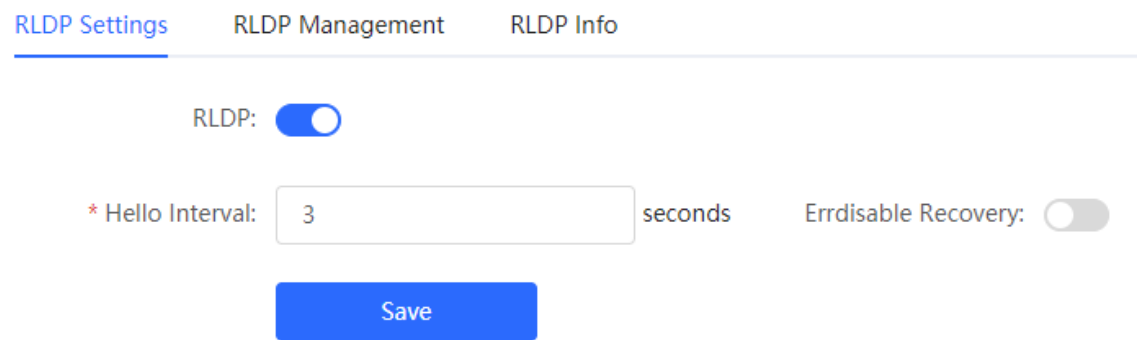 RLDP Settings RLDP Management RLDP Info
RLDP:
* Hello Interval: 3 seconds Errdisable Recovery:
Save